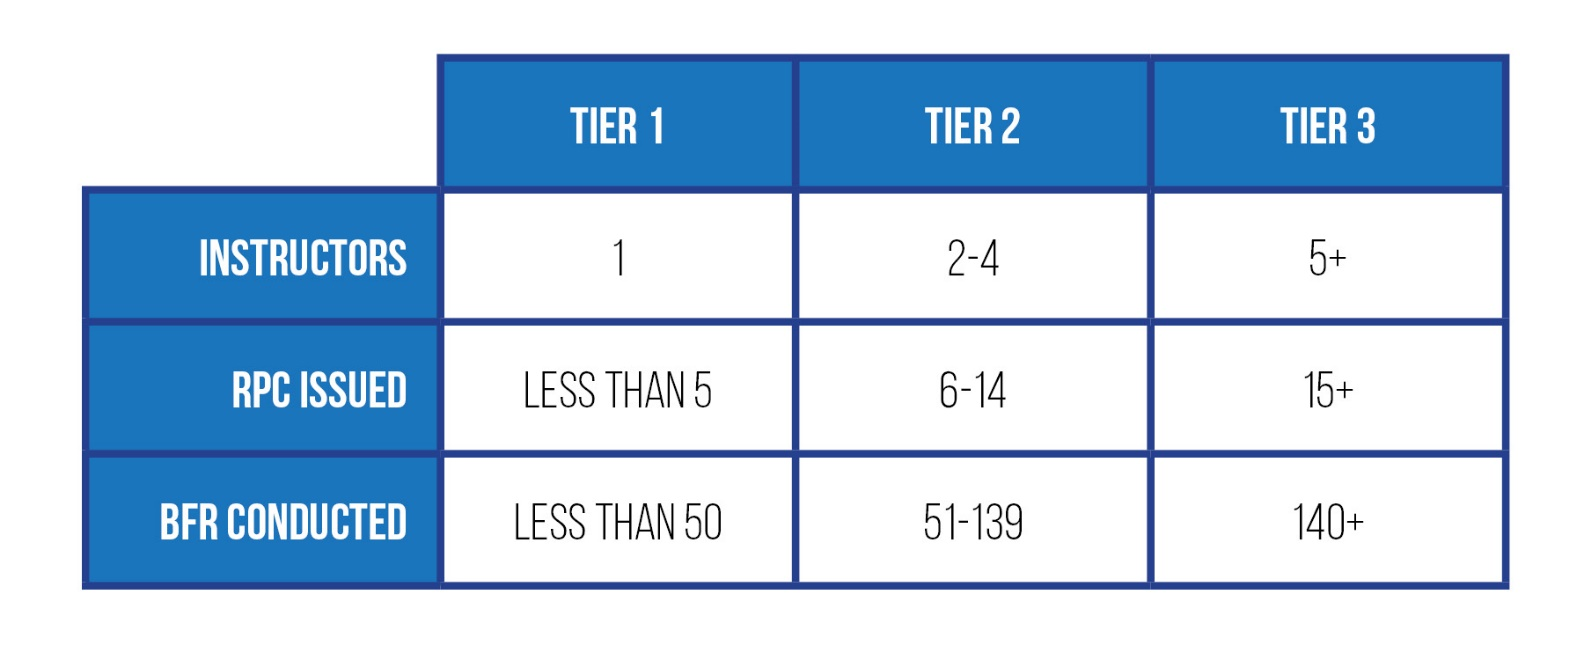 TIER 1 TIER 2 TIER 3
INSTRUCTORS 1 2-4 5+
RPC ISSUED LESS THAN 5 6-14 15+
BFR CONDUCTED LESS THAN 50 51-139 140+